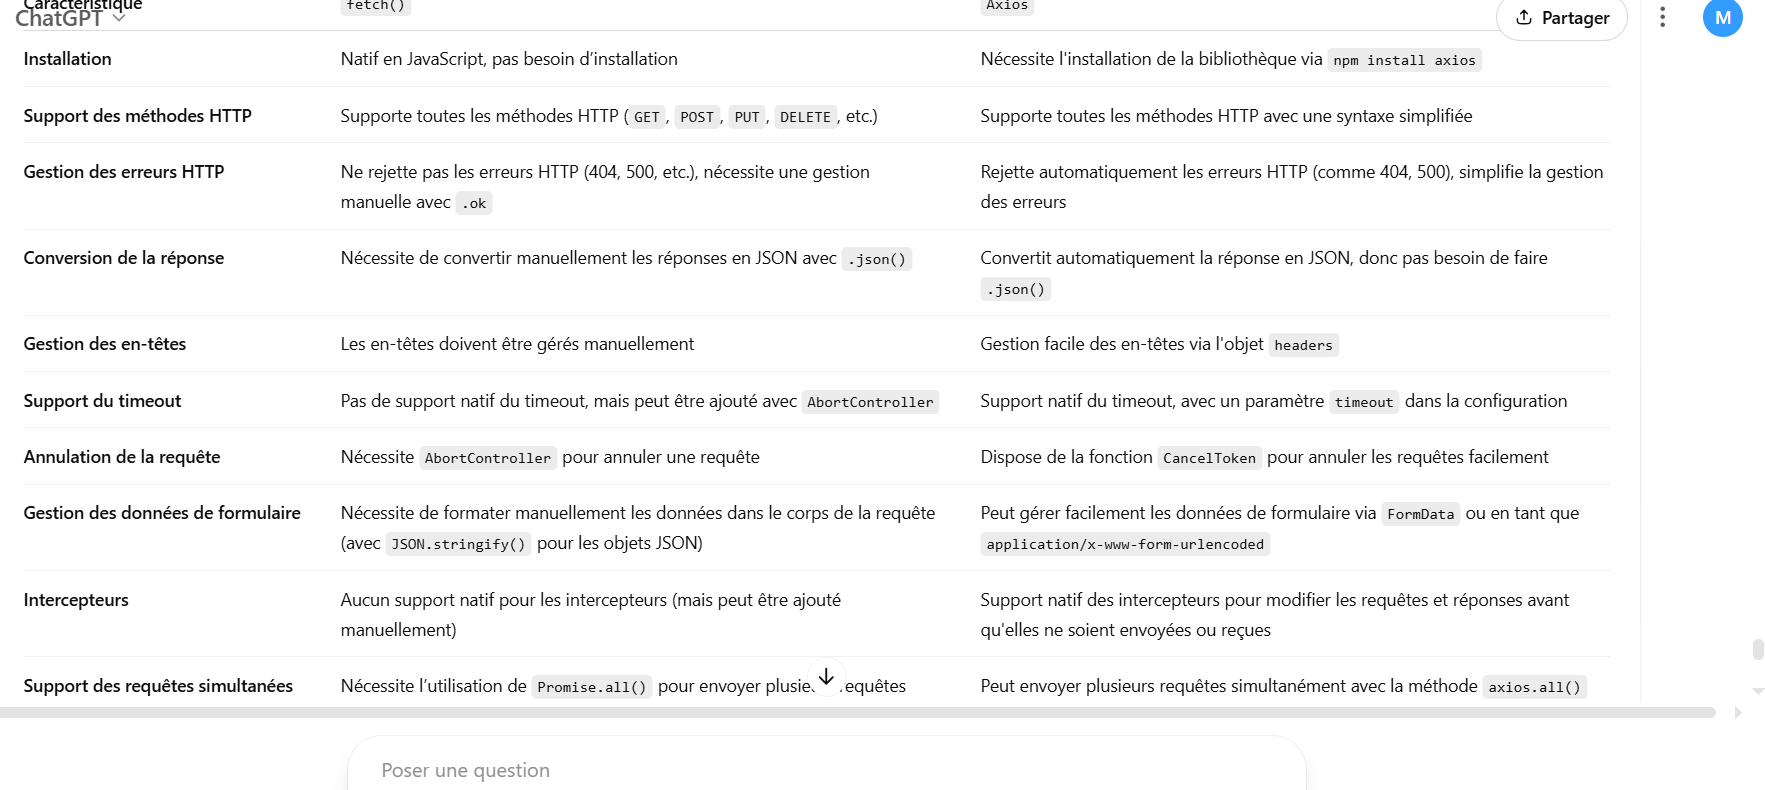 Caractéristique fetch() Axios
ChatGPT
Partager
M
Installation Natif en JavaScript, pas besoin d’installation Nécessite l'installation de la bibliothèque via npm install axios
Support des méthodes HTTP Supporte toutes les méthodes HTTP ( GET , POST , PUT , DELETE , etc.) Supporte toutes les méthodes HTTP avec une syntaxe simplifiée
Gestion des erreurs HTTP Ne rejette pas les erreurs HTTP (404, 500, etc.), nécessite une gestion
manuelle avec .ok
Rejette automatiquement les erreurs HTTP (comme 404, 500), simplifie la gestion
des erreurs
Conversion de la réponse Nécessite de convertir manuellement les réponses en JSON avec .json()
Convertit automatiquement la réponse en JSON, donc pas besoin de faire
.json()
Gestion des en-têtes Les en-têtes doivent être gérés manuellement Gestion facile des en-têtes via l'objet headers
Support du timeout Pas de support natif du timeout, mais peut être ajouté avec AbortController Support natif du timeout, avec un paramètre timeout dans la configuration
Annulation de la requête Nécessite AbortController pour annuler une requête Dispose de la fonction CancelToken pour annuler les requêtes facilement
Gestion des données de formulaire Nécessite de formater manuellement les données dans le corps de la requête
(avec JSON.stringify() pour les objets JSON)
Peut gérer facilement les données de formulaire via FormData ou en tant que
application/x-www-form-urlencoded
Intercepteurs Aucun support natif pour les intercepteurs (mais peut être ajouté
manuellement)
Support natif des intercepteurs pour modifier les requêtes et réponses avant
qu'elles ne soient envoyées ou reçues
Support des requêtes simultanées Nécessite l’utilisation de Promise.all() pour envoyer requêtes Peut envoyer plusieurs requêtes simultanément avec la méthode axios.all()
Poser une question